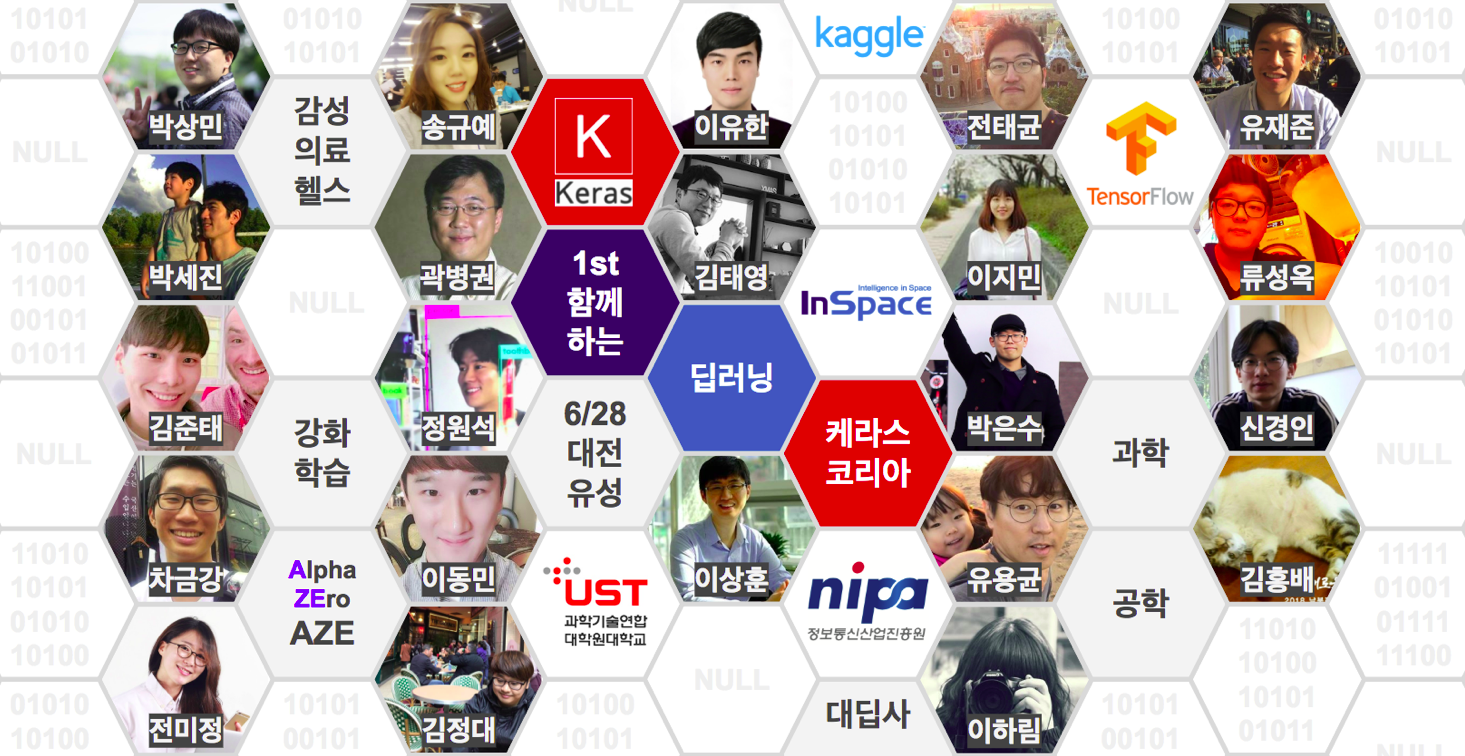 10101
01010
NULL
10100
11001
00101
01011
NULL
11010
10101
01010
10100
01010
10100
박상민
박세진
김준태
차금강
전미정
01010
10101
감성
의료
헬스
NULL
강화
학습
Alpha
ZEro
AZE
10101
00101
송규예
곽병권
정원석
이동민
김정대
NULL
K
Keras
1st
함께
하는
6/28
대전
유성
UST
과학기술연합
대학원대학교
10100
10101
이유한
김태영
딥러닝
이상훈
NULL
kaggle
10100
10101
01010
10101
Intelligence in Space
InSpace
케라스
코리아
nipa
정보통신산업진흥원
대딥사
전태균
이지민
박은수
유용균
이하림
10100
10101
TensorFlow
NULL
과학
공학
10101
00101
유재준
류성옥
신경인
김홍배
11010
10100
10101
01011
01010
10101
NULL
10010
10101
01010
10101
NULL
11111
01001
01111
11100